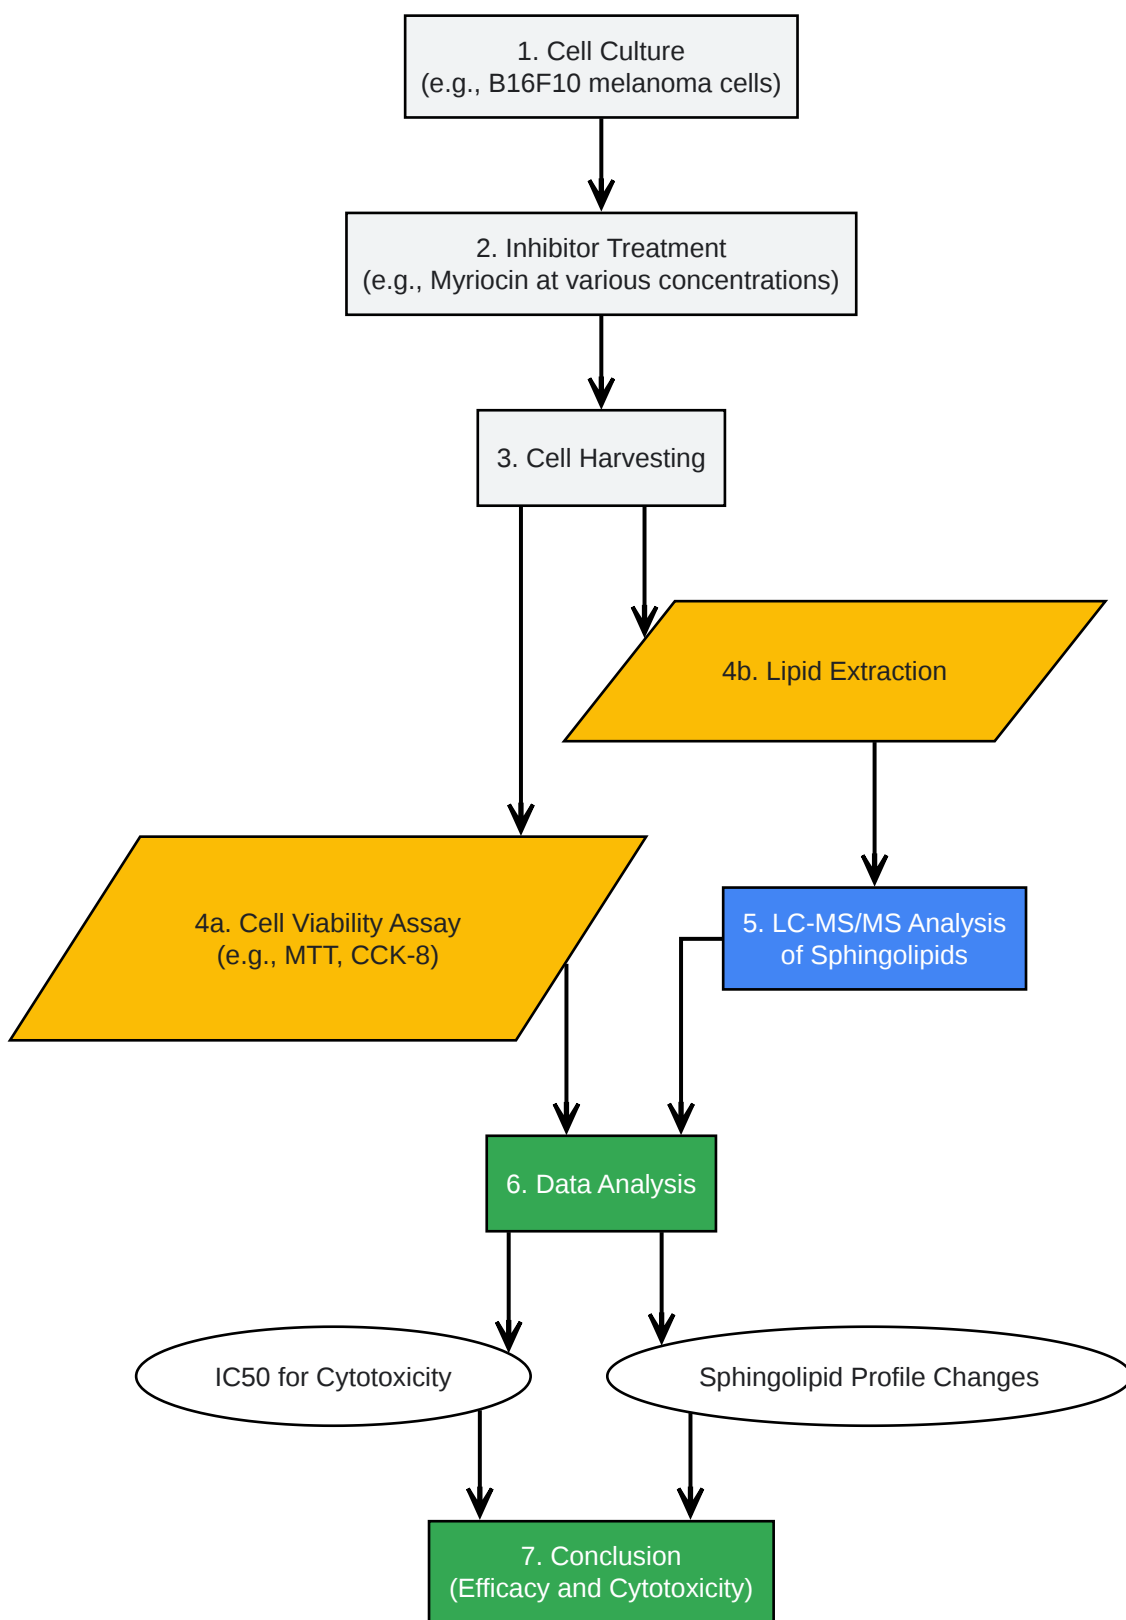 1. Cell Culture
(e.g., B16F10 melanoma cells)
2. Inhibitor Treatment
(e.g., Myriocin at various concentrations)
3. Cell Harvesting
4b. Lipid Extraction
4a. Cell Viability Assay
(e.g., MTT, CCK-8)
5. LC-MS/MS Analysis
of Sphingolipids
6. Data Analysis
IC50 for Cytotoxicity
Sphingolipid Profile Changes
7. Conclusion
(Efficacy and Cytotoxicity)